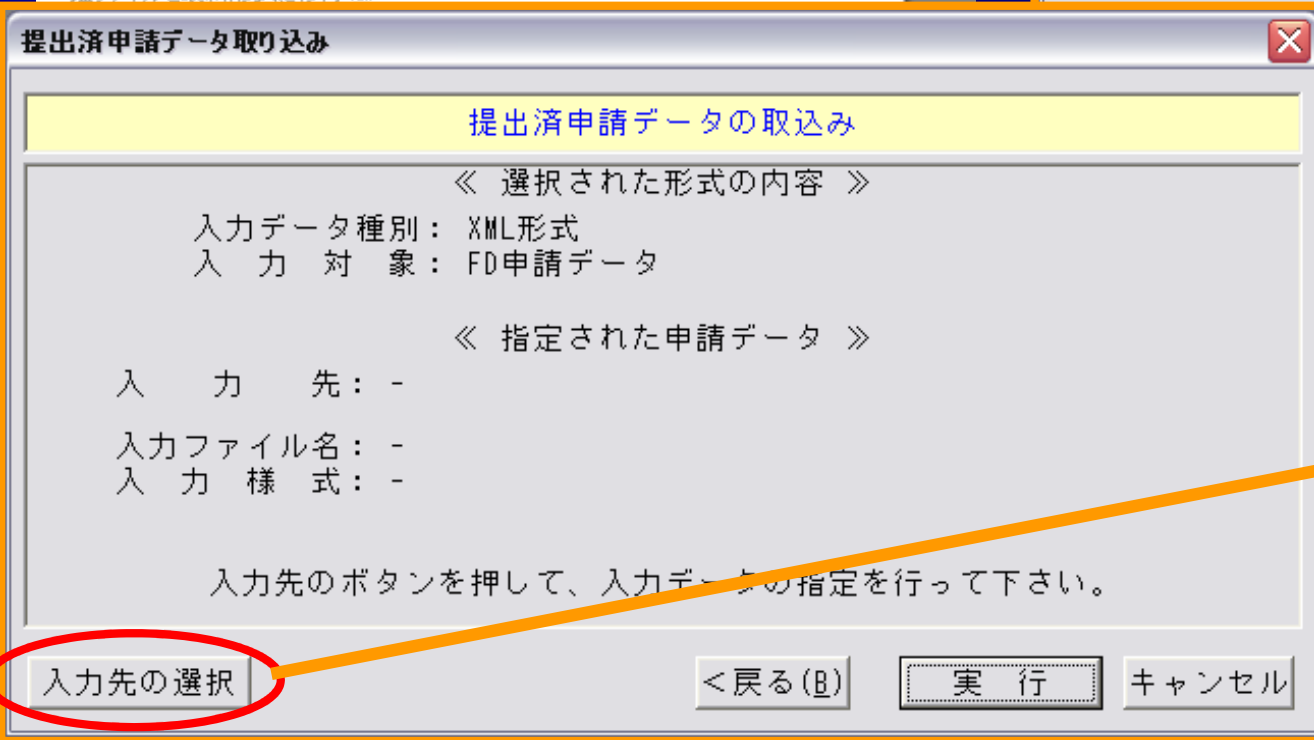 提出済申請データ取り込み
提出済申請データの取込み
≪ 選択された形式の内容 ≫
入力データ種別： XML形式
入 力 対 象： FD申請データ
≪ 指定された申請データ ≫
入 力 先： -
入力ファイル名： -
入 力 様 式： -
入力先のボタンを押して、入力データの指定を行って下さい。
入力先の選択 <戻る(B) 実 行 キャンセル